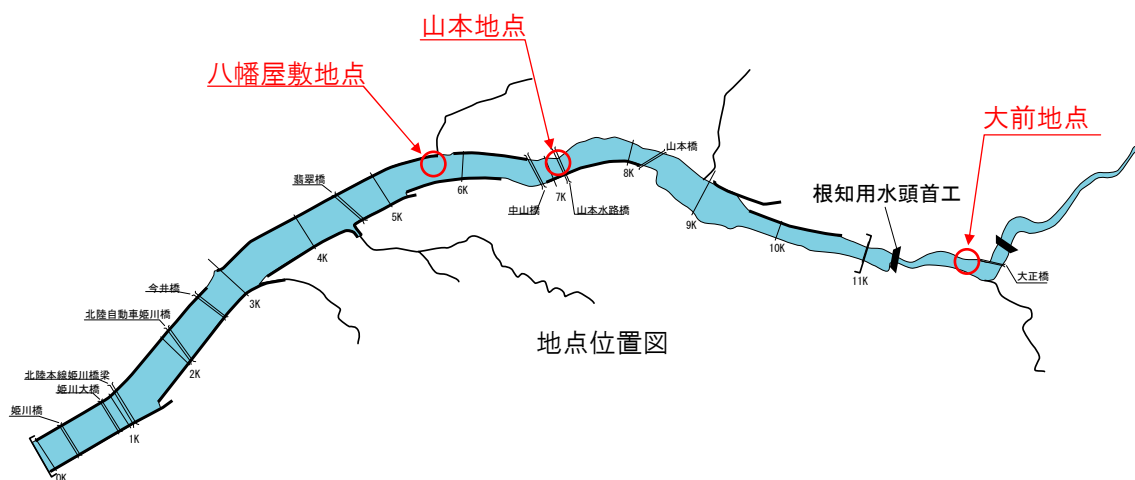 山本地点
八幡屋敷地点
大前地点
山本橋
8K
翡翠橋
6K
5K
中山橋
7K
山本水路橋
根知用水頭首工
9K
10K
4K
11K
大正橋
今井橋
3K
北陸自動車姫川橋
地点位置図
2K
北陸本線姫川橋梁
姫川大橋
姫川橋
1K
0K